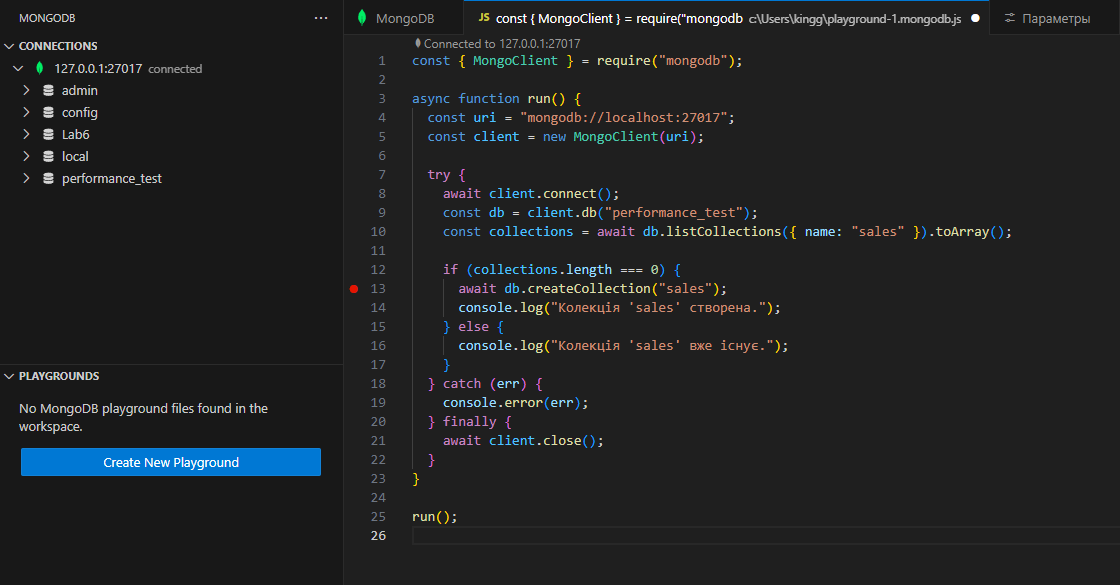 MONGODB
CONNECTIONS
127.0.0.1:27017 connected
admin
config
Lab6
local
performance_test
PLAYGROUNDS
No MongoDB playground files found in the
workspace.
Create New Playground
MongoDB
JS const { MongoClient } = require("mongodb c:\Users\kingg\playground-1.mongodb.js
Параметры
Connected to 127.0.0.1:27017
1 const { MongoClient } = require("mongodb");
2
3 async function run() {
4   const uri = "mongodb://localhost:27017";
5   const client = new MongoClient(uri);
6
7   try {
8     await client.connect();
9     const db = client.db("performance_test");
10     const collections = await db.listCollections({ name: "sales" }).toArray();
11
12     if (collections.length === 0) {
13       await db.createCollection("sales");
14       console.log("Колекція 'sales' створена.");
15     } else {
16       console.log("Колекція 'sales' вже існує.");
17     }
18   } catch (err) {
19     console.error(err);
20   } finally {
21     await client.close();
22   }
23 }
24
25 run();
26